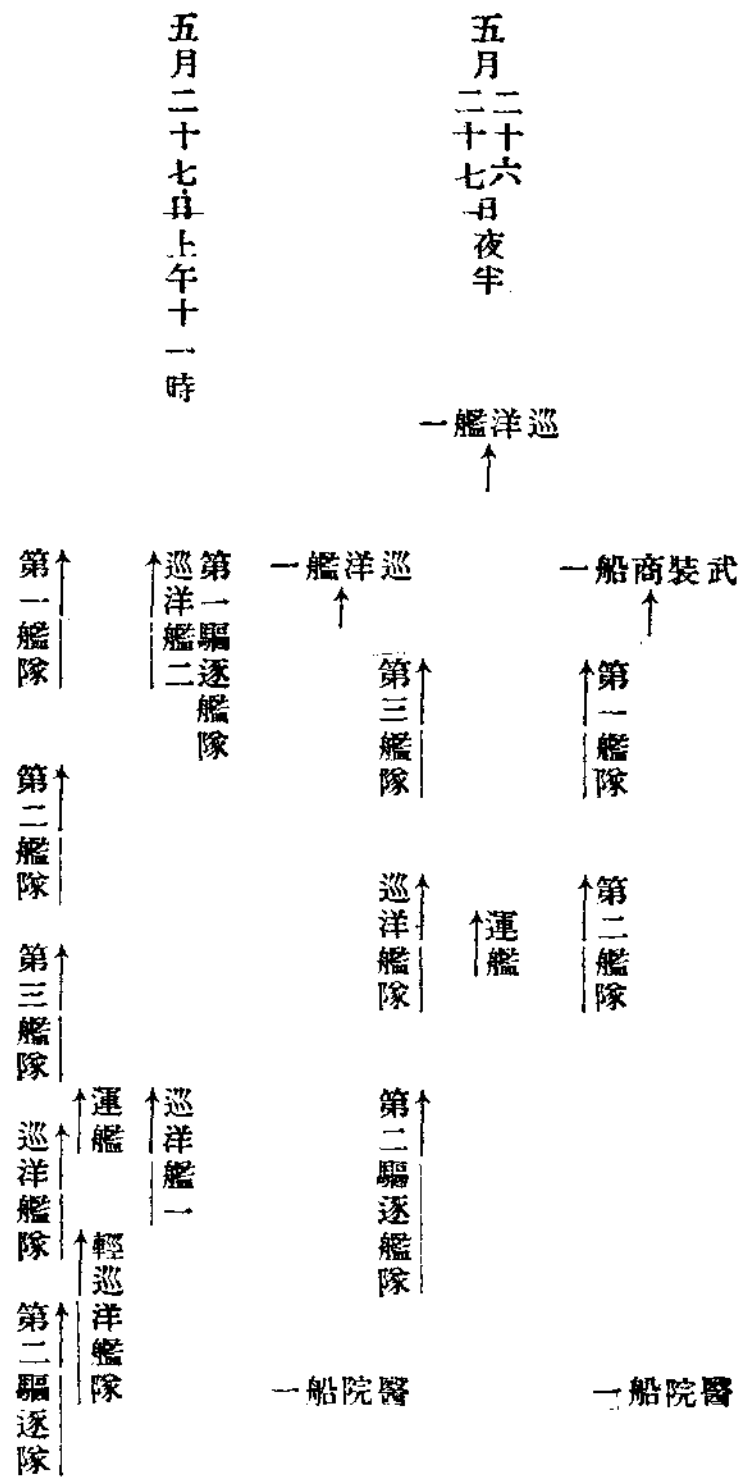 五月二十六日二十七日夜半
巡洋艦一
武裝商船一
第一艦隊
第二艦隊
運艦
巡洋艦一
第三艦隊
巡洋艦隊
第二驅逐艦隊
醫院船一
醫院船一
五月二十七日上午十一時
第一驅逐艦隊
巡洋艦二
巡洋艦一
運艦
輕巡洋艦隊
第一艦隊
第二艦隊
第三艦隊
巡洋艦隊
第二驅逐隊